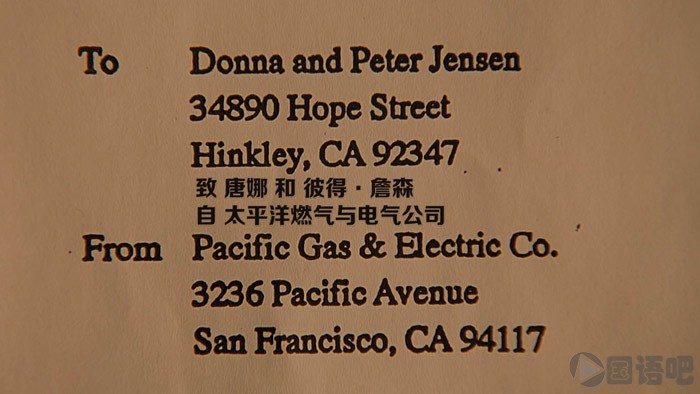 To Donna and Peter Jensen
34890 Hope Street
Hinkley, CA 92347
致 唐娜 和 彼得·詹森
自 太平洋燃气与电气公司
From Pacific Gas & Electric Co.
3236 Pacific Avenue
San Francisco, CA 94117
国语吧